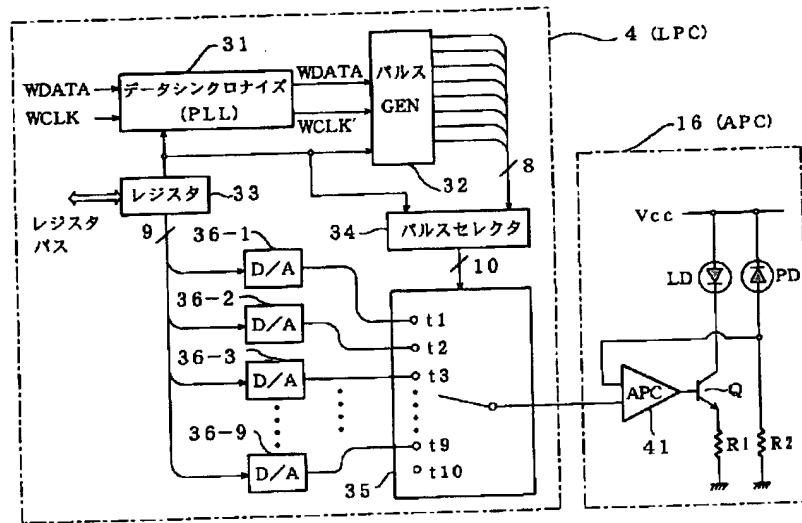 4 (LPC)
31
WDATA
WCLK
データシンクロナイズ
(PLL)
WDATA
WCLK'
パルス
GEN
32
8
16 (APC)
レジスタ
33
レジスタ
バス
9
34
パルスセレクタ
10
36-1
D/A
t1
36-2
D/A
t2
36-3
D/A
t3
36-9
D/A
t9
t10
35
Vcc
LD
PD
APC
41
Q
R1
R2